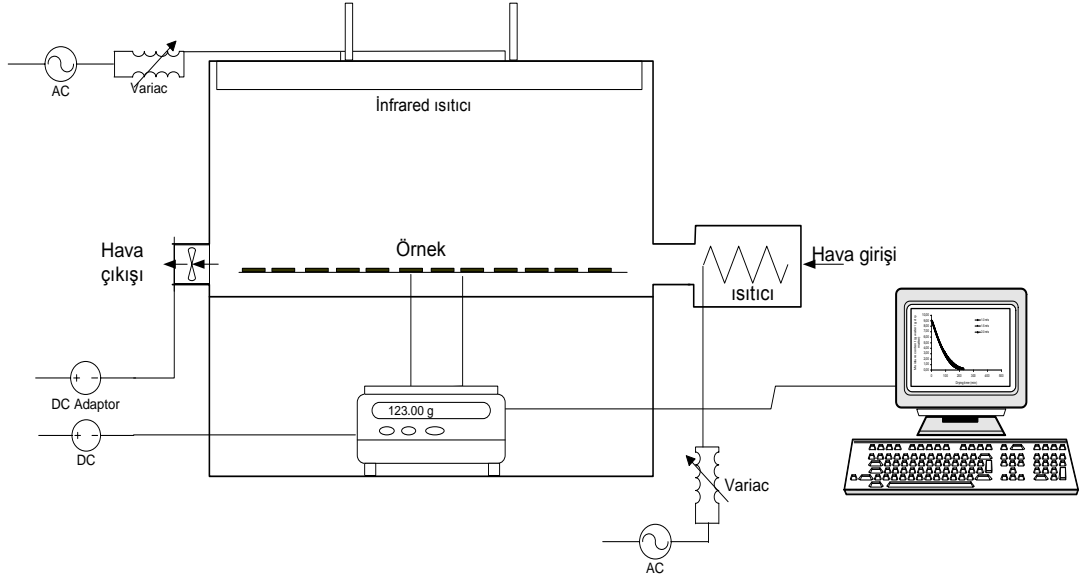 AC
Variac
İnfrared ısıtıcı
Hava
çıkışı
Örnek
Hava girişi
ısıtıcı
DC Adaptor
DC
123.00 g
Variac
AC